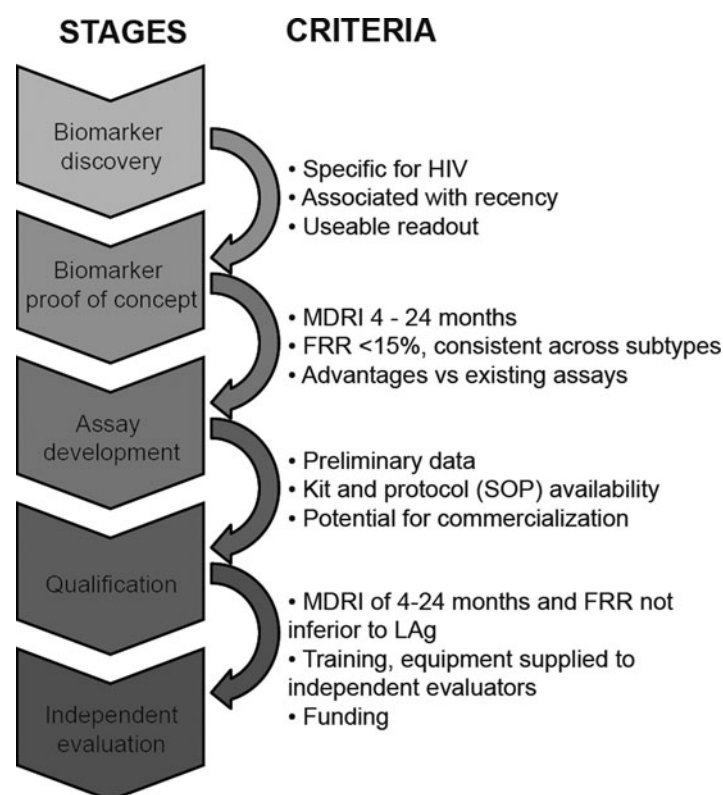 STAGES
CRITERIA
Biomarker
discovery
• Specific for HIV
• Associated with recency
• Useable readout
Biomarker
proof of concept
• MDRI 4 - 24 months
• FRR <15%, consistent across subtypes
• Advantages vs existing assays
Assay
development
• Preliminary data
• Kit and protocol (SOP) availability
• Potential for commercialization
Qualification
• MDRI of 4-24 months and FRR not
inferior to LAg
• Training, equipment supplied to
independent evaluators
• Funding
Independent
evaluation